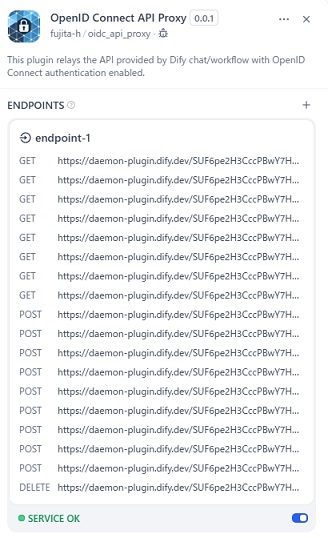 OpenID Connect API Proxy 0.0.1
fujita-h / oidc_api_proxy ·
This plugin relays the API provided by Dify chat/workflow with OpenID
Connect authentication enabled.
ENDPOINTS
endpoint-1
GET https://daemon-plugin.dify.dev/SUF6pe2H3CccPBwY7H...
GET https://daemon-plugin.dify.dev/SUF6pe2H3CccPBwY7H...
GET https://daemon-plugin.dify.dev/SUF6pe2H3CccPBwY7H...
GET https://daemon-plugin.dify.dev/SUF6pe2H3CccPBwY7H...
GET https://daemon-plugin.dify.dev/SUF6pe2H3CccPBwY7H...
GET https://daemon-plugin.dify.dev/SUF6pe2H3CccPBwY7H...
GET https://daemon-plugin.dify.dev/SUF6pe2H3CccPBwY7H...
GET https://daemon-plugin.dify.dev/SUF6pe2H3CccPBwY7H...
POST https://daemon-plugin.dify.dev/SUF6pe2H3CccPBwY7H...
POST https://daemon-plugin.dify.dev/SUF6pe2H3CccPBwY7H...
POST https://daemon-plugin.dify.dev/SUF6pe2H3CccPBwY7H...
POST https://daemon-plugin.dify.dev/SUF6pe2H3CccPBwY7H...
POST https://daemon-plugin.dify.dev/SUF6pe2H3CccPBwY7H...
POST https://daemon-plugin.dify.dev/SUF6pe2H3CccPBwY7H...
POST https://daemon-plugin.dify.dev/SUF6pe2H3CccPBwY7H...
POST https://daemon-plugin.dify.dev/SUF6pe2H3CccPBwY7H...
POST https://daemon-plugin.dify.dev/SUF6pe2H3CccPBwY7H...
DELETE https://daemon-plugin.dify.dev/SUF6pe2H3CccPBwY7H...
SERVICE OK